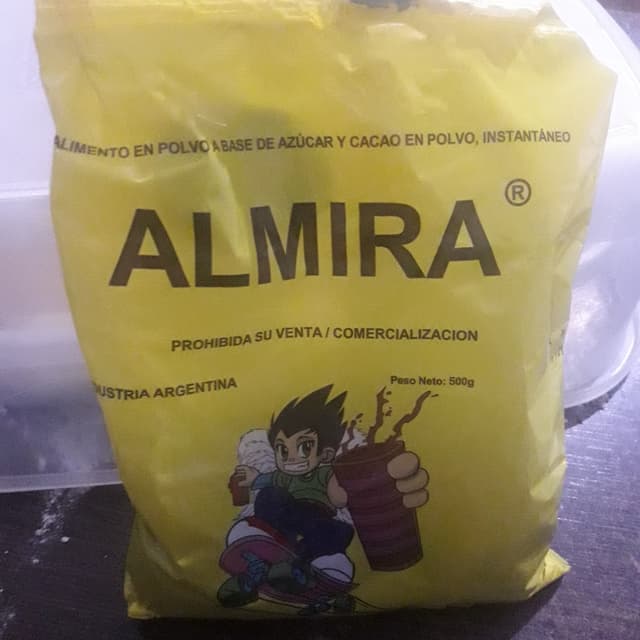 ALIMENTO EN POLVO A BASE DE AZÚCAR Y CACAO EN POLVO, INSTANTÁNEO
ALMIRA ®
PROHIBIDA SU VENTA / COMERCIALIZACION
USTRIA ARGENTINA
Peso Neto: 500g